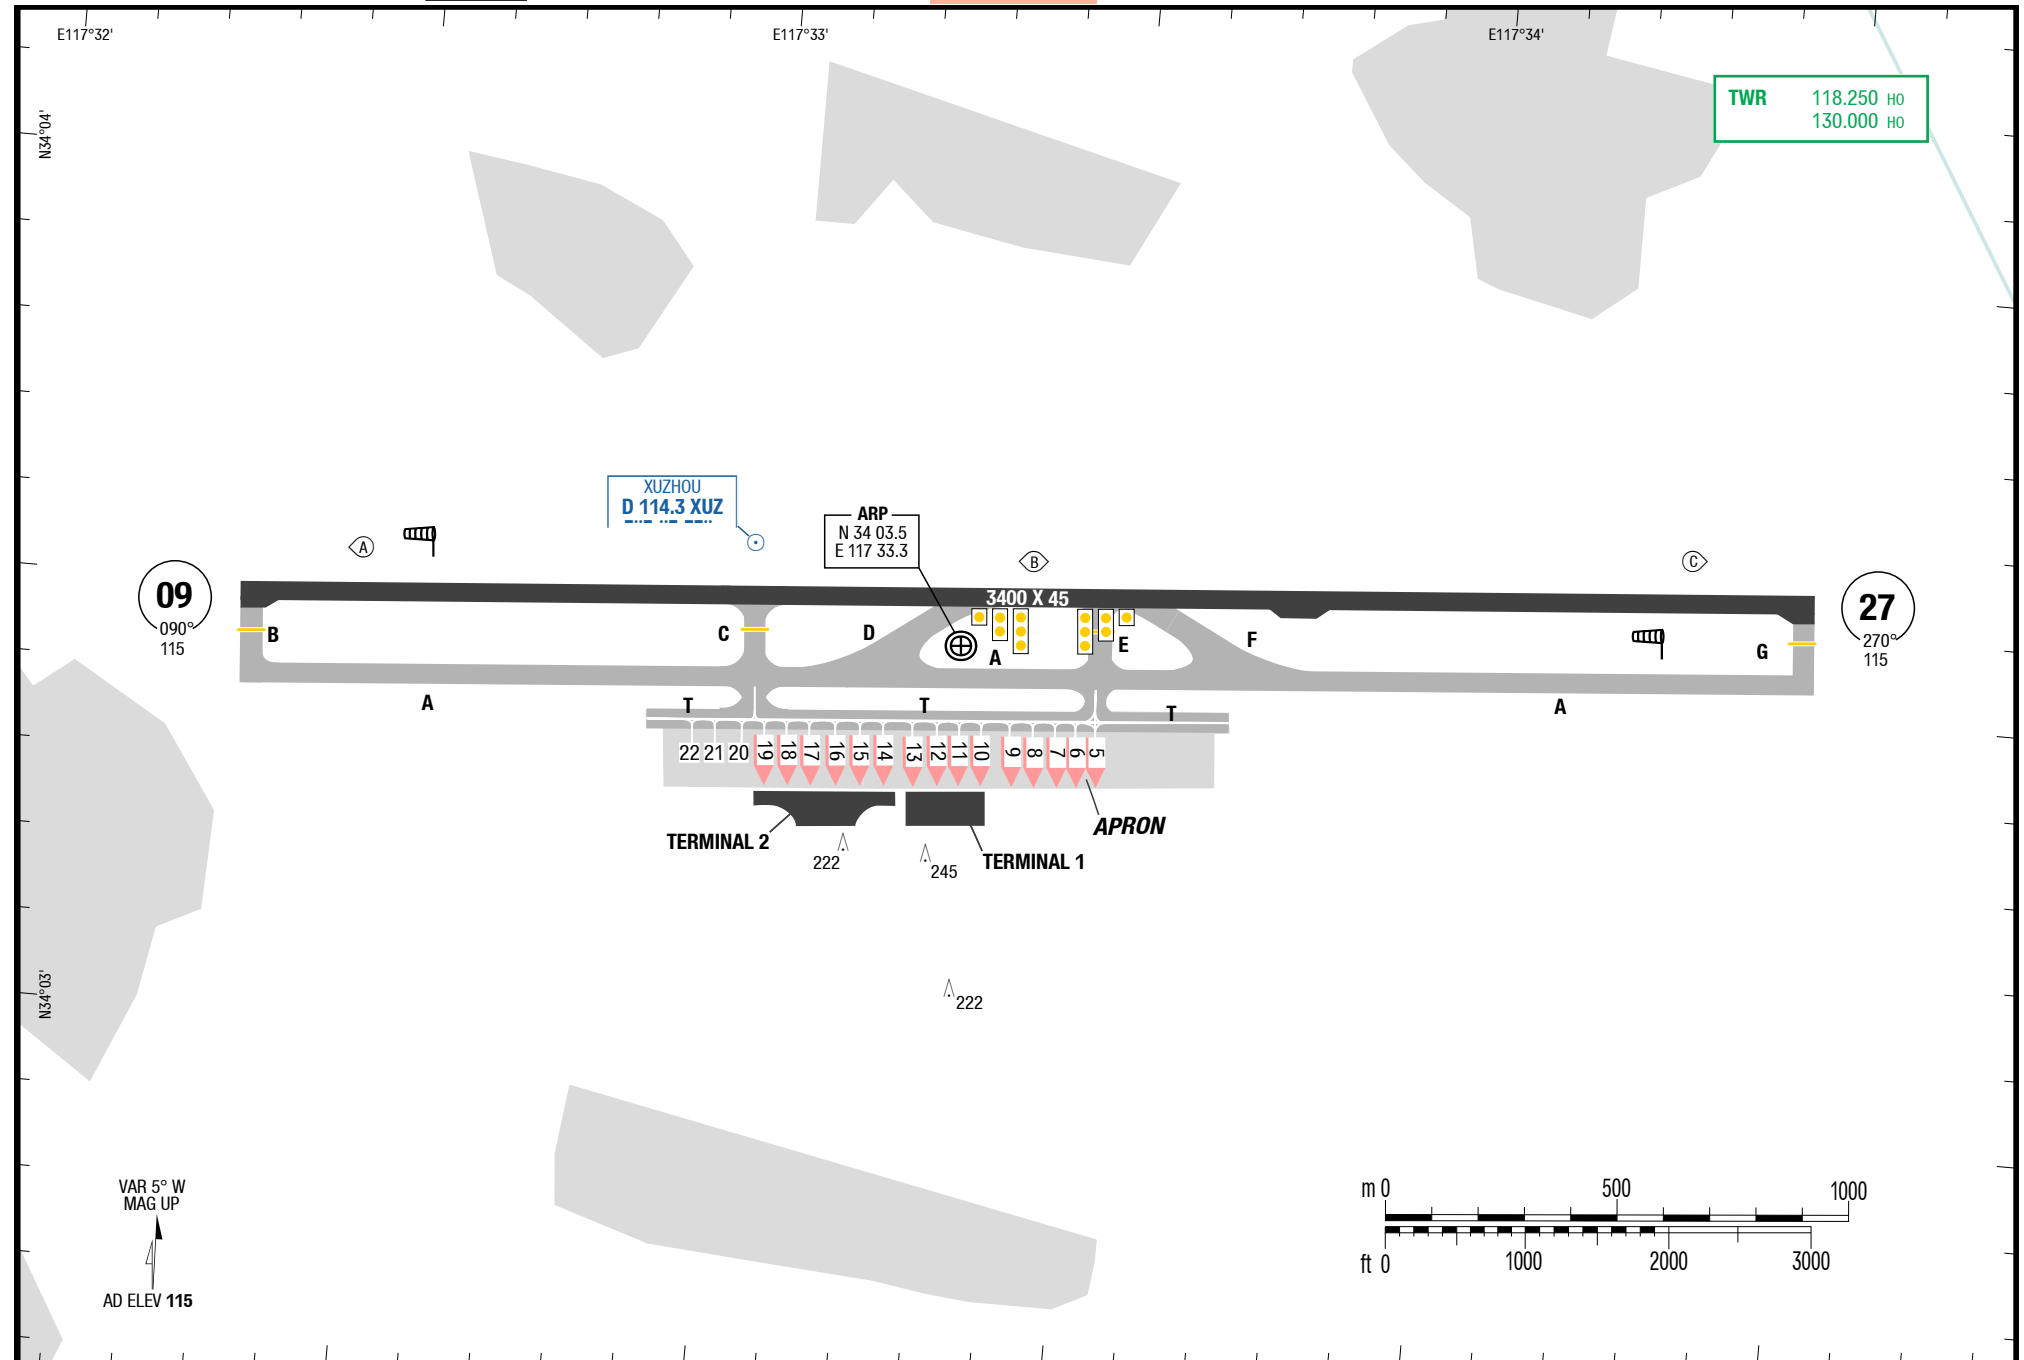 E117°32'
E117°33'
E117°34'
N34°04'
TWR 118.250 HO
130.000 HO
XUZHOU
D 114.3 XUZ
ARP
N 34 03.5
E 117 33.3
A
B
C
09
090°
115
3400 X 45
27
270°
115
B
C
D
A
E
F
G
A
T
T
T
A
22 21 20 19 18 17 16 15 14 13 12 11 10 9 8 7 6 5
APRON
TERMINAL 2
TERMINAL 1
222
245
222
N34°03'
VAR 5° W
MAG UP
AD ELEV 115
m 0 500 1000
ft 0 1000 2000 3000